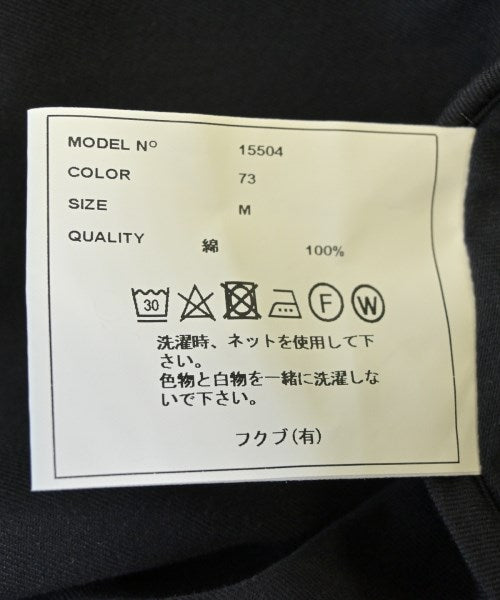 MODEL Nº 15504
COLOR 73
SIZE M
QUALITY 綿 100%
30 F W
洗濯時、ネットを使用して下
さい。
色物と白物を一緒に洗濯しな
いで下さい。
フクブ(有)